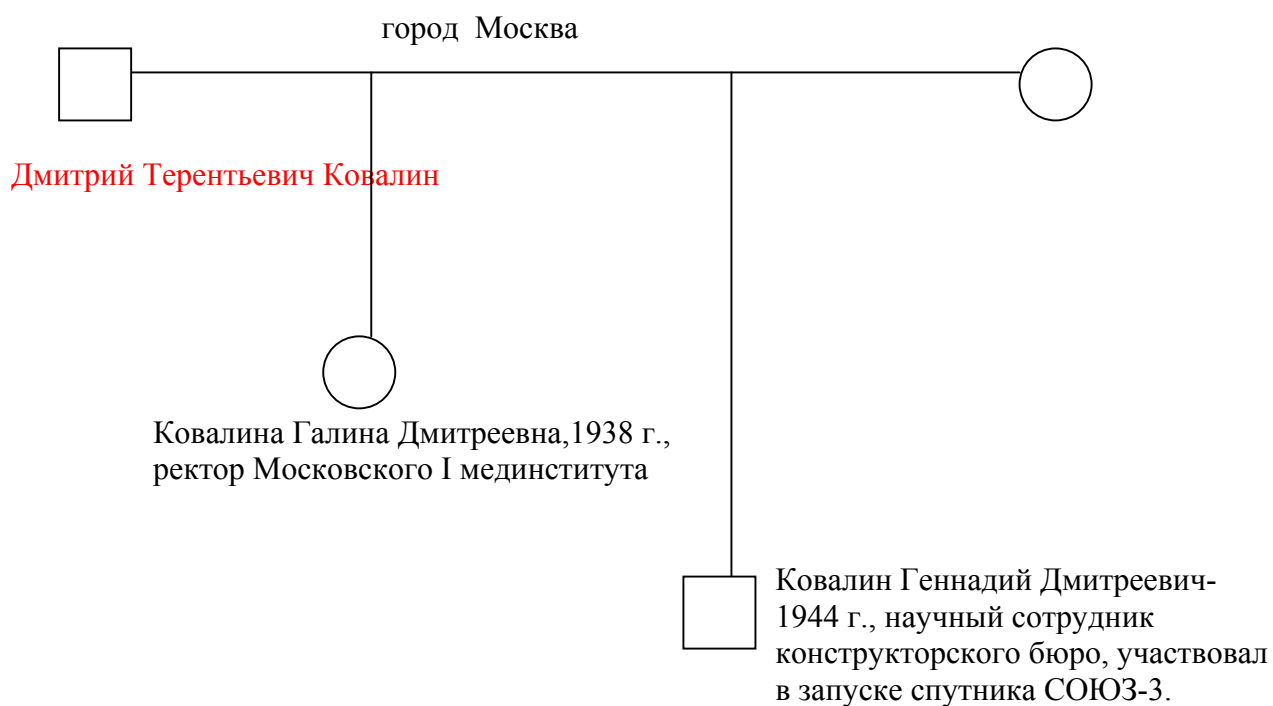 город Москва
Дмитрий Терентьевич Ковалин
Ковалина Галина Дмитреевна,1938 г.,
ректор Московского I мединститута
Ковалин Геннадий Дмитреевич-
1944 г., научный сотрудник
конструкторского бюро, участвовал
в запуске спутника СОЮЗ-3.